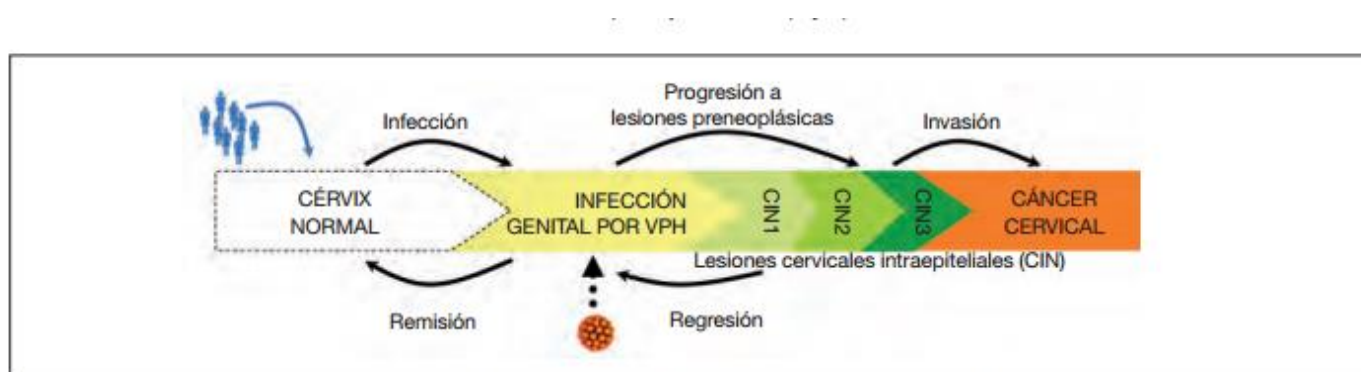 Progresión a
lesiones preneoplásicas
Infección
Invasión
CÉRVIX
NORMAL
INFECCIÓN
GENITAL POR VPH
CIN1
CIN2
CIN3
CÁNCER
CERVICAL
Lesiones cervicales intraepiteliales (CIN)
Remisión
Regresión